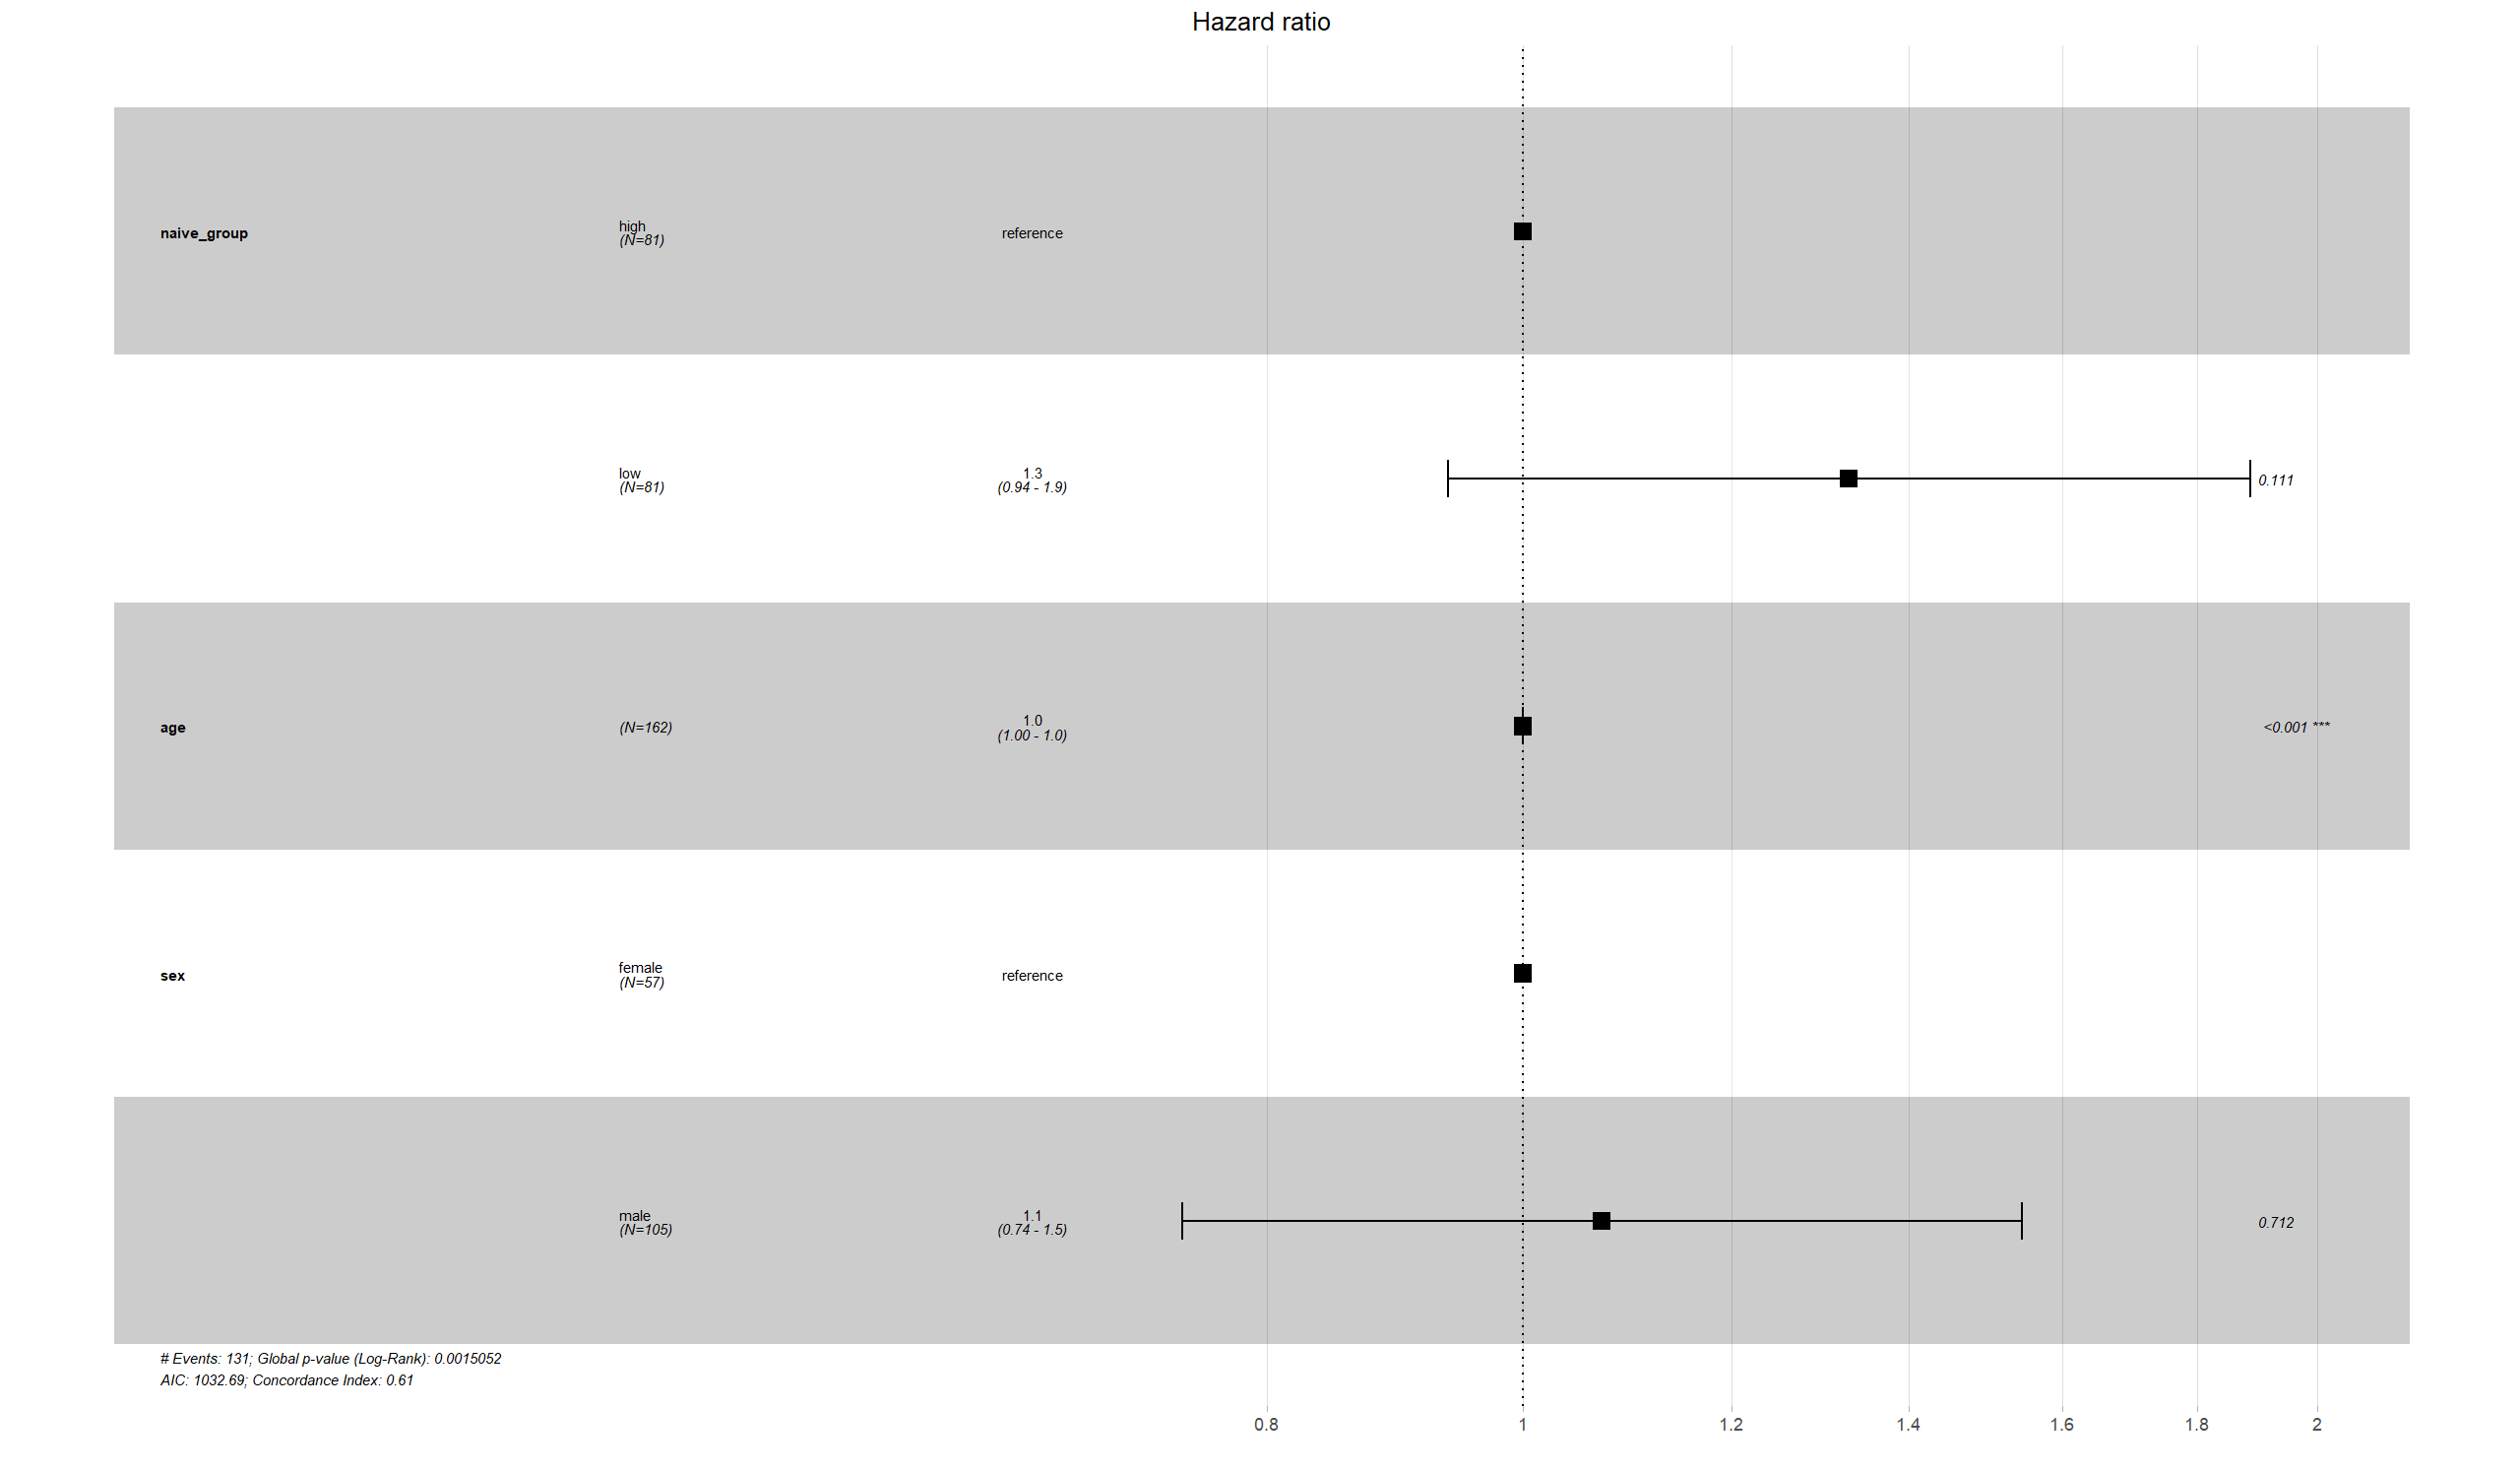 Hazard ratio
naive_group
high
(N=81)
reference
low
(N=81)
1.3
(0.94 - 1.9)
0.111
age
(N=162)
1.0
(1.00 - 1.0)
<0.001 ***
sex
female
(N=57)
reference
male
(N=105)
1.1
(0.74 - 1.5)
0.712
# Events: 131; Global p-value (Log-Rank): 0.0015052
AIC: 1032.69; Concordance Index: 0.61
0.8 1 1.2 1.4 1.6 1.8 2